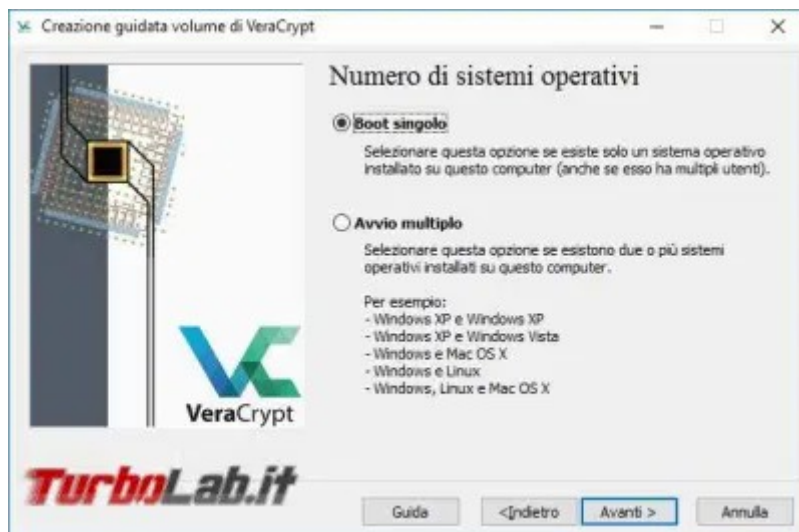 Creazione guidata volume di VeraCrypt
Numero di sistemi operativi
Boot singolo
Selezionare questa opzione se esiste solo un sistema operativo
installato su questo computer (anche se esso ha multipli utenti).
Avvio multiplo
Selezionare questa opzione se esistono due o più sistemi
operativi installati su questo computer.
Per esempio:
- Windows XP e Windows XP
- Windows XP e Windows Vista
- Windows e Mac OS X
- Windows e Linux
- Windows, Linux e Mac OS X
VeraCrypt
TurboLab.it
Guida
<Indietro
Avanti >
Annulla